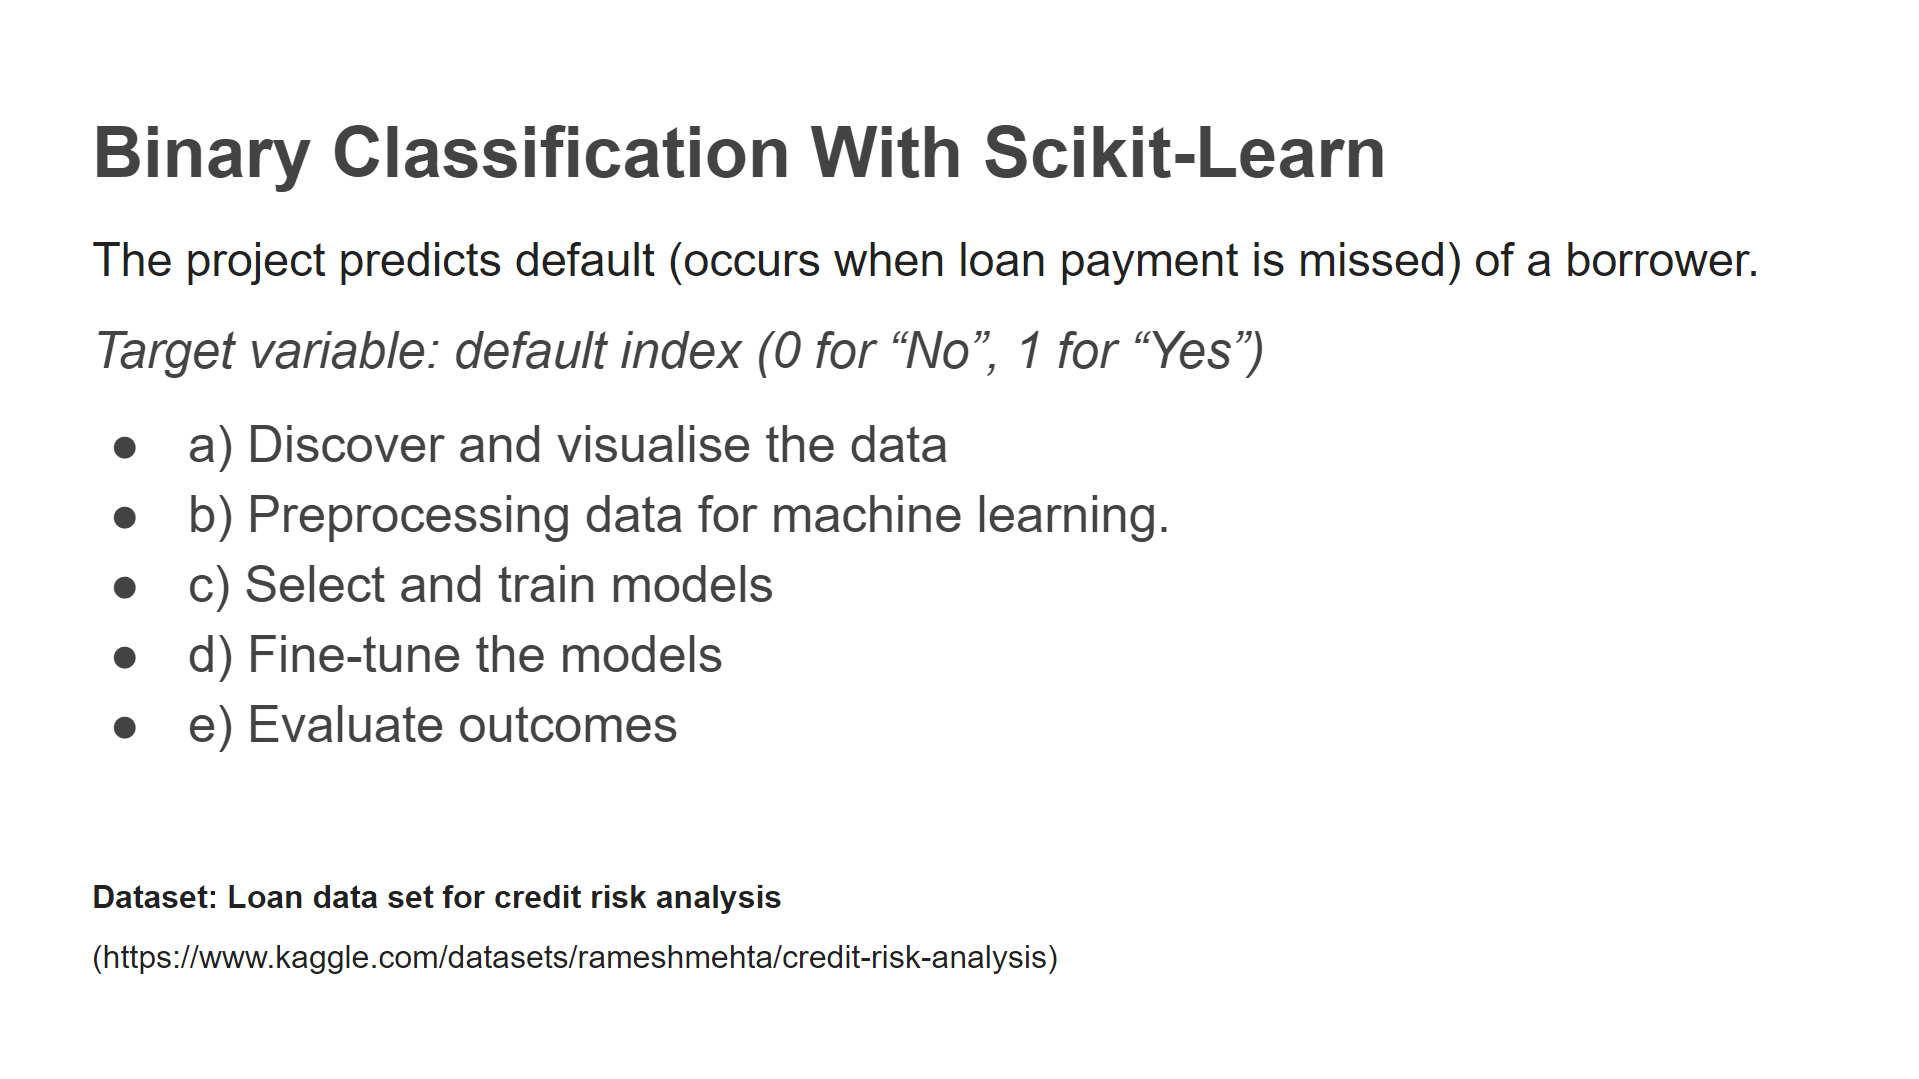 Binary Classification With Scikit-Learn
The project predicts default (occurs when loan payment is missed) of a borrower.
Target variable: default index (0 for “No”, 1 for “Yes”)
● a) Discover and visualise the data
● b) Preprocessing data for machine learning.
● c) Select and train models
● d) Fine-tune the models
● e) Evaluate outcomes
Dataset: Loan data set for credit risk analysis
(https://www.kaggle.com/datasets/rameshmehta/credit-risk-analysis)